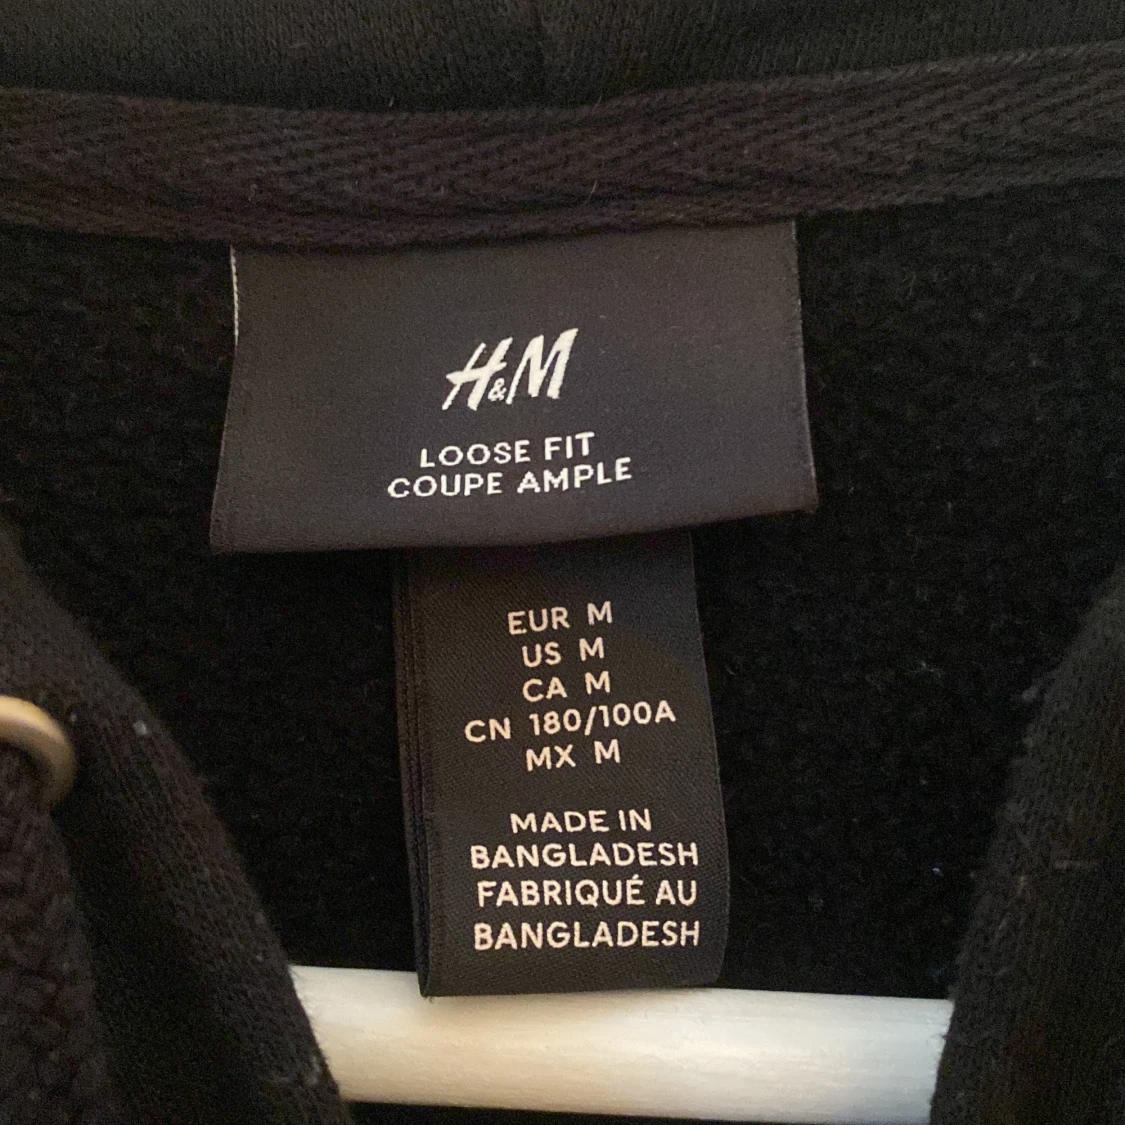 H&M
LOOSE FIT
COUPE AMPLE
EUR M
US M
CA M
CN 180/100A
MX M
MADE IN
BANGLADESH
FABRIQUÉ AU
BANGLADESH